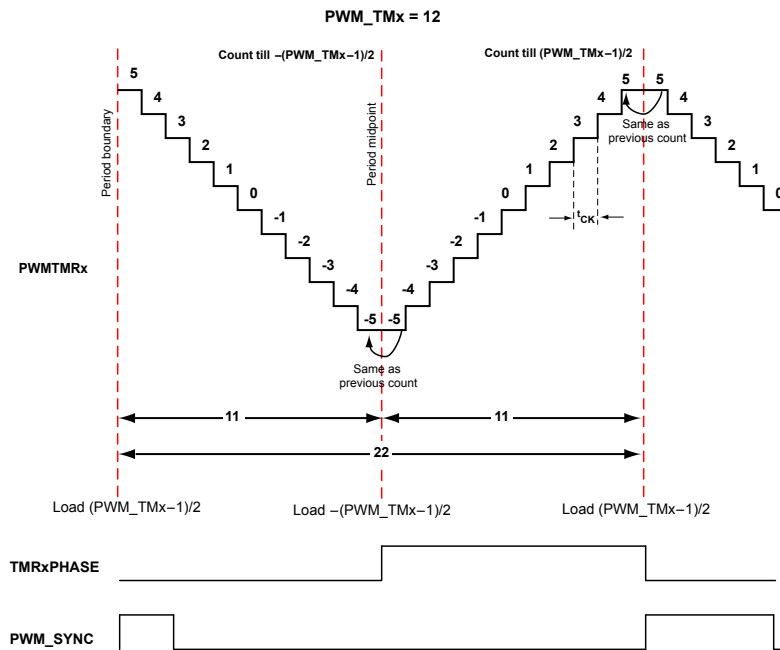 PWM_TMx = 12
Count till –(PWM_TMx–1)/2
Count till (PWM_TMx–1)/2
Period boundary
Period midpoint
5
4
3
2
1
0
-1
-2
-3
-4
-5
-5
-4
-3
-2
-1
0
1
2
3
4
5
5
4
3
2
1
0
tCK
PWMTMRx
Same as
previous count
Same as
previous count
11
11
22
Load (PWM_TMx–1)/2
Load –(PWM_TMx–1)/2
Load (PWM_TMx–1)/2
TMRxPHASE
PWM_SYNC